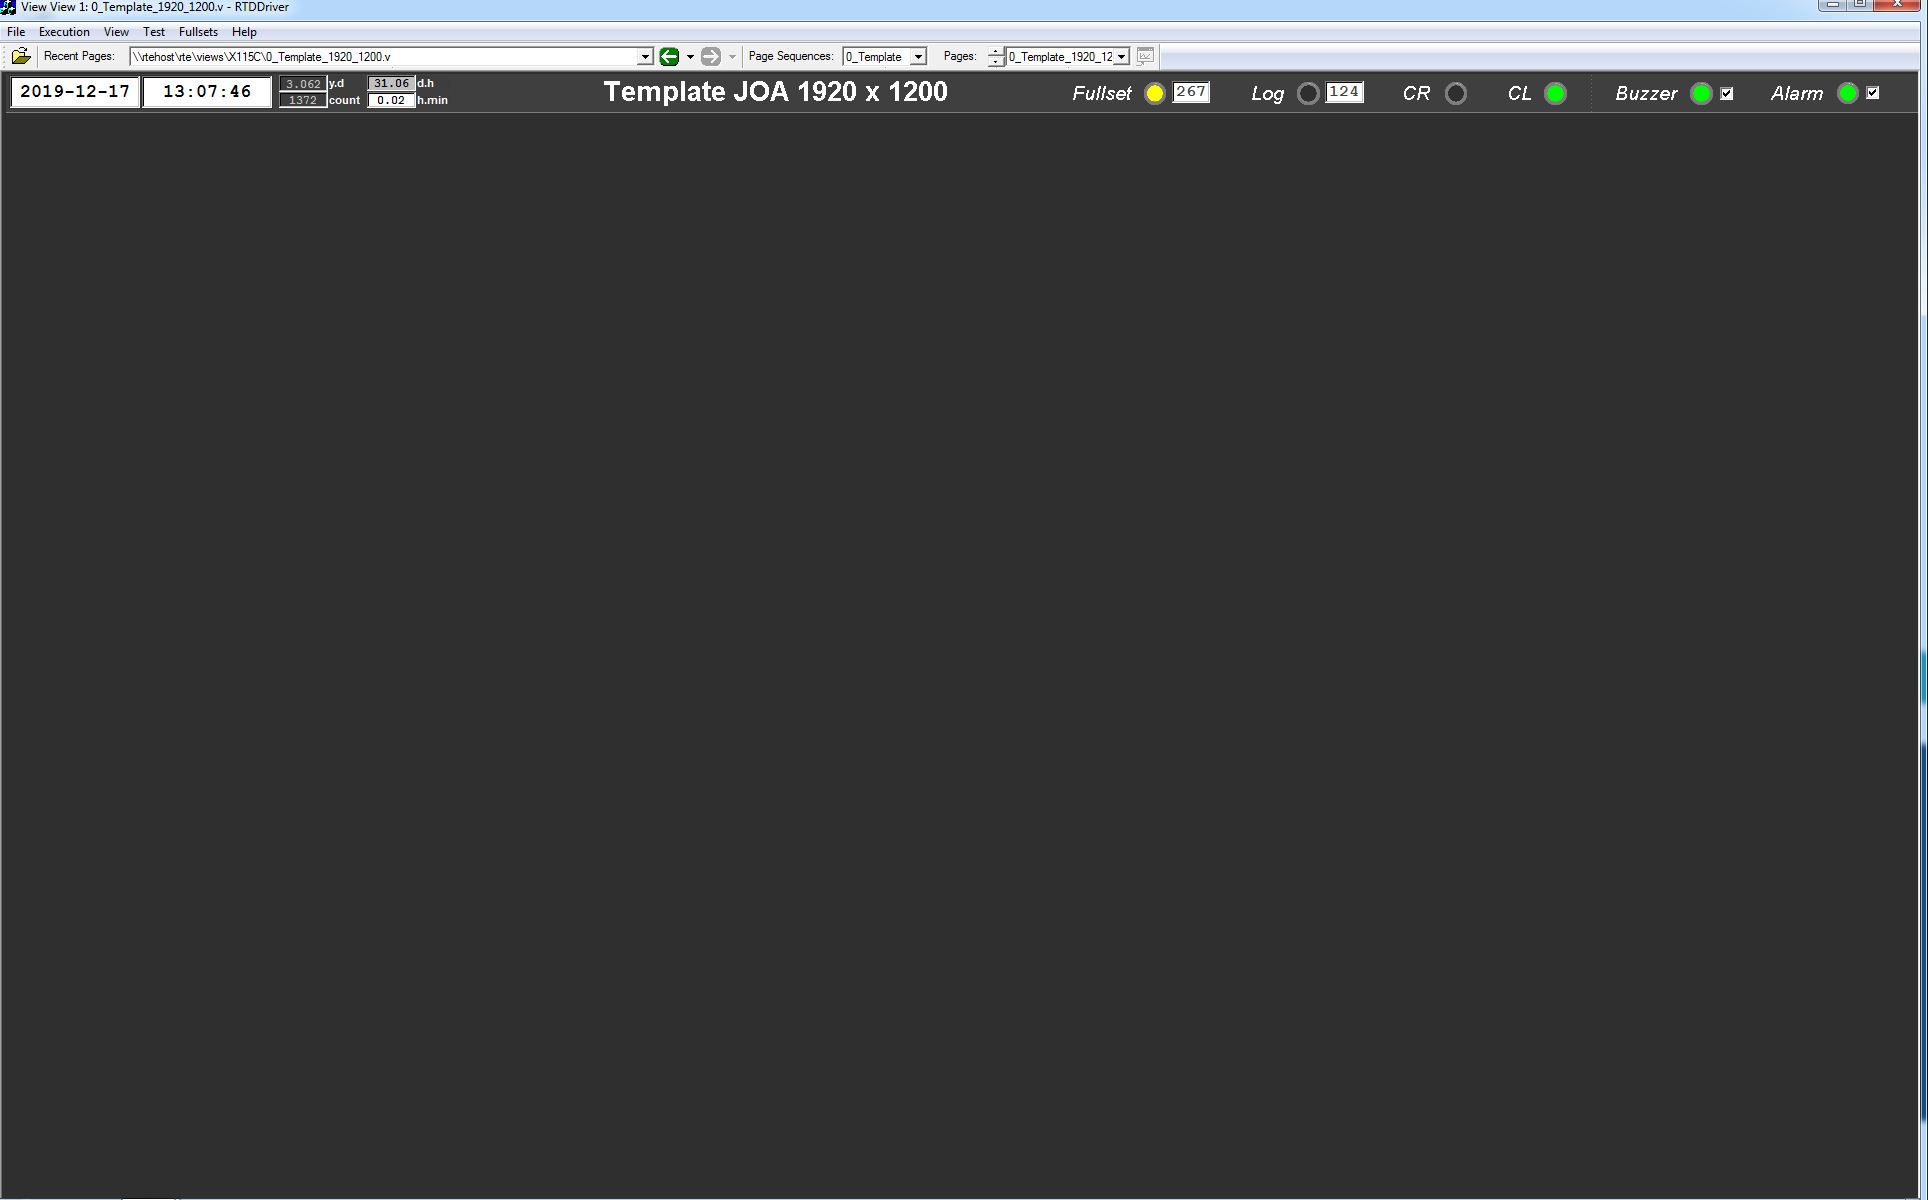 View View 1: 0_Template_1920_1200.v - RTDDriver
File Execution View Test Fullsets Help
Recent Pages: \\rtehost\rte\views\X115C\0_Template_1920_1200.v Page Sequences: 0_Template Pages: 0_Template_1920_12
2019-12-17 13:07:46 3.062 y.d 31.06 d.h Template JOA 1920 x 1200 Fullset 267 Log 124 CR CL Buzzer Alarm
1372 count 0.02 h.min